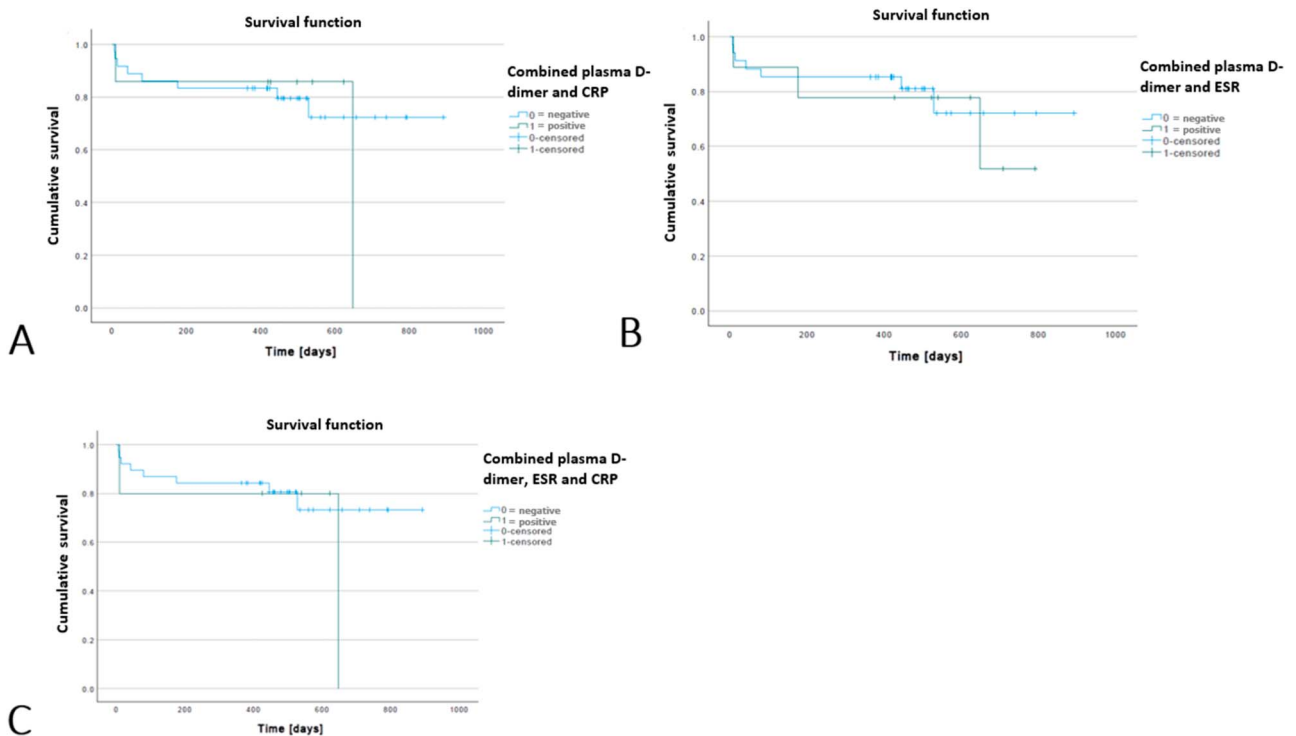 Survival function
Combined plasma D-
dimer and CRP
0 = negative
1 = positive
0-censored
1-censored
Cumulative survival
1.0
0.8
0.6
0.4
0.2
0.0
0 200 400 600 800 1000
Time [days]
A
Survival function
Combined plasma D-
dimer and ESR
0 = negative
1 = positive
0-censored
1-censored
Cumulative survival
1.0
0.8
0.6
0.4
0.2
0.0
0 200 400 600 800 1000
Time [days]
B
Survival function
Combined plasma D-
dimer, ESR and CRP
0 = negative
1 = positive
0-censored
1-censored
Cumulative survival
1.0
0.8
0.6
0.4
0.2
0.0
0 200 400 600 800 1000
Time [days]
C